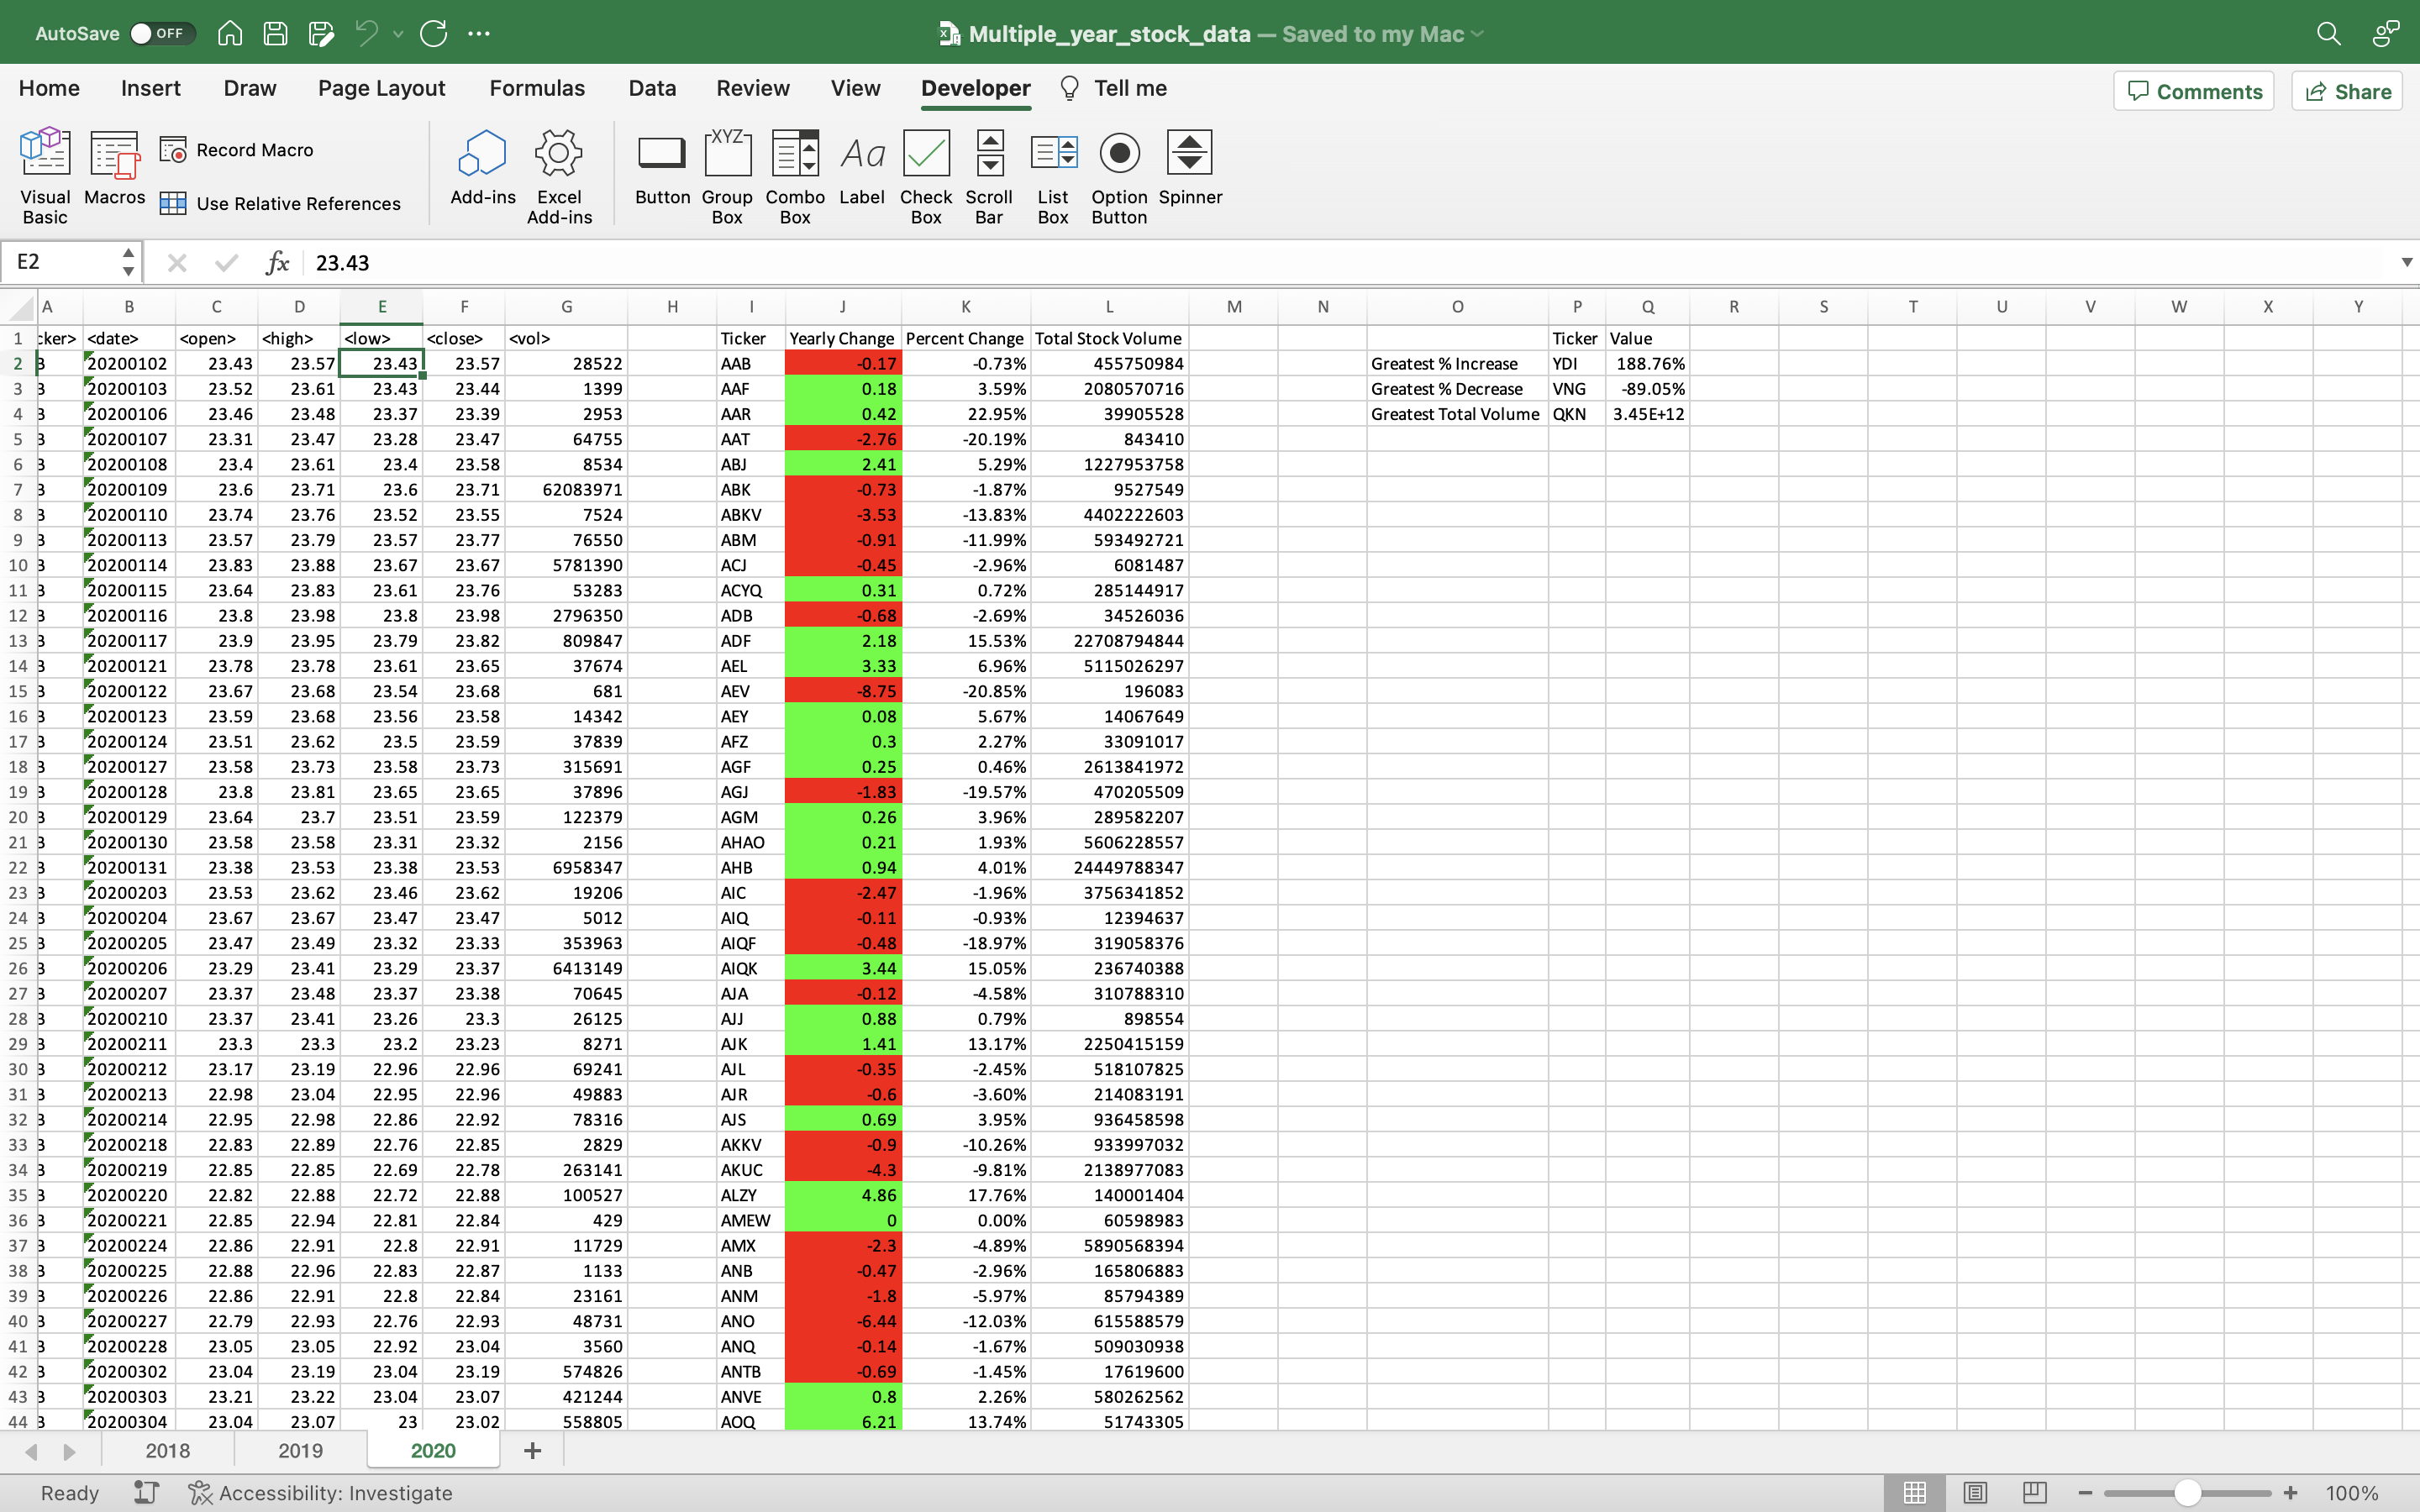 AutoSave OFF Multiple_year_stock_data — Saved to my Mac
Home Insert Draw Page Layout Formulas Data Review View Developer Tell me Comments Share
Visual Basic Macros Record Macro Use Relative References Add-ins Excel Add-ins Button Group Box Combo Box Label Check Box Scroll Bar List Box Option Button Spinner
E2 fx 23.43
A B C D E F G H I J K L M N O P Q R S T U V W X Y
1 cker> <date> <open> <high> <low> <close> <vol> Ticker Yearly Change Percent Change Total Stock Volume Ticker Value
2 B 20200102 23.43 23.57 23.43 23.57 28522 AAB -0.17 -0.73% 455750984 Greatest % Increase YDI 188.76%
3 B 20200103 23.52 23.61 23.43 23.44 1399 AAF 0.18 3.59% 2080570716 Greatest % Decrease VNG -89.05%
4 B 20200106 23.46 23.48 23.37 23.39 2953 AAR 0.42 22.95% 39905528 Greatest Total Volume QKN 3.45E+12
5 B 20200107 23.31 23.47 23.28 23.47 64755 AAT -2.76 -20.19% 843410
6 B 20200108 23.4 23.61 23.4 23.58 8534 ABJ 2.41 5.29% 1227953758
7 B 20200109 23.6 23.71 23.6 23.71 62083971 ABK -0.73 -1.87% 9527549
8 B 20200110 23.74 23.76 23.52 23.55 7524 ABKV -3.53 -13.83% 4402222603
9 B 20200113 23.57 23.79 23.57 23.77 76550 ABM -0.91 -11.99% 593492721
10 B 20200114 23.83 23.88 23.67 23.67 5781390 ACJ -0.45 -2.96% 6081487
11 B 20200115 23.64 23.83 23.61 23.76 53283 ACYQ 0.31 0.72% 285144917
12 B 20200116 23.8 23.98 23.8 23.98 2796350 ADB -0.68 -2.69% 34526036
13 B 20200117 23.9 23.95 23.79 23.82 809847 ADF 2.18 15.53% 22708794844
14 B 20200121 23.78 23.78 23.61 23.65 37674 AEL 3.33 6.96% 5115026297
15 B 20200122 23.67 23.68 23.54 23.68 681 AEV -8.75 -20.85% 196083
16 B 20200123 23.59 23.68 23.56 23.58 14342 AEY 0.08 5.67% 14067649
17 B 20200124 23.51 23.62 23.5 23.59 37839 AFZ 0.3 2.27% 33091017
18 B 20200127 23.58 23.73 23.58 23.73 315691 AGF 0.25 0.46% 2613841972
19 B 20200128 23.8 23.81 23.65 23.65 37896 AGJ -1.83 -19.57% 470205509
20 B 20200129 23.64 23.7 23.51 23.59 122379 AGM 0.26 3.96% 289582207
21 B 20200130 23.58 23.58 23.31 23.32 2156 AHAO 0.21 1.93% 5606228557
22 B 20200131 23.38 23.53 23.38 23.53 6958347 AHB 0.94 4.01% 24449788347
23 B 20200203 23.53 23.62 23.46 23.62 19206 AIC -2.47 -1.96% 3756341852
24 B 20200204 23.67 23.67 23.47 23.47 5012 AIQ -0.11 -0.93% 12394637
25 B 20200205 23.47 23.49 23.32 23.33 353963 AIQF -0.48 -18.97% 319058376
26 B 20200206 23.29 23.41 23.29 23.37 6413149 AIQK 3.44 15.05% 236740388
27 B 20200207 23.37 23.48 23.37 23.38 70645 AJA -0.12 -4.58% 310788310
28 B 20200210 23.37 23.41 23.26 23.3 26125 AJJ 0.88 0.79% 898554
29 B 20200211 23.3 23.3 23.2 23.23 8271 AJK 1.41 13.17% 2250415159
30 B 20200212 23.17 23.19 22.96 22.96 69241 AJL -0.35 -2.45% 518107825
31 B 20200213 22.98 23.04 22.95 22.96 49883 AJR -0.6 -3.60% 214083191
32 B 20200214 22.95 22.98 22.86 22.92 78316 AJS 0.69 3.95% 936458598
33 B 20200218 22.83 22.89 22.76 22.85 2829 AKKV -0.9 -10.26% 933997032
34 B 20200219 22.85 22.85 22.69 22.78 263141 AKUC -4.3 -9.81% 2138977083
35 B 20200220 22.82 22.88 22.72 22.88 100527 ALZY 4.86 17.76% 140001404
36 B 20200221 22.85 22.94 22.81 22.84 429 AMEW 0 0.00% 60598983
37 B 20200224 22.86 22.91 22.8 22.91 11729 AMX -2.3 -4.89% 5890568394
38 B 20200225 22.88 22.96 22.83 22.87 1133 ANB -0.47 -2.96% 165806883
39 B 20200226 22.86 22.91 22.8 22.84 23161 ANM -1.8 -5.97% 85794389
40 B 20200227 22.79 22.93 22.76 22.93 48731 ANO -6.44 -12.03% 615588579
41 B 20200228 23.05 23.05 22.92 23.04 3560 ANQ -0.14 -1.67% 509030938
42 B 20200302 23.04 23.19 23.04 23.19 574826 ANTB -0.69 -1.45% 17619600
43 B 20200303 23.21 23.22 23.04 23.07 421244 ANVE 0.8 2.26% 580262562
44 B 20200304 23.04 23.07 23 23.02 558805 AOQ 6.21 13.74% 51743305
2018 2019 2020 +
Ready Accessibility: Investigate 100%